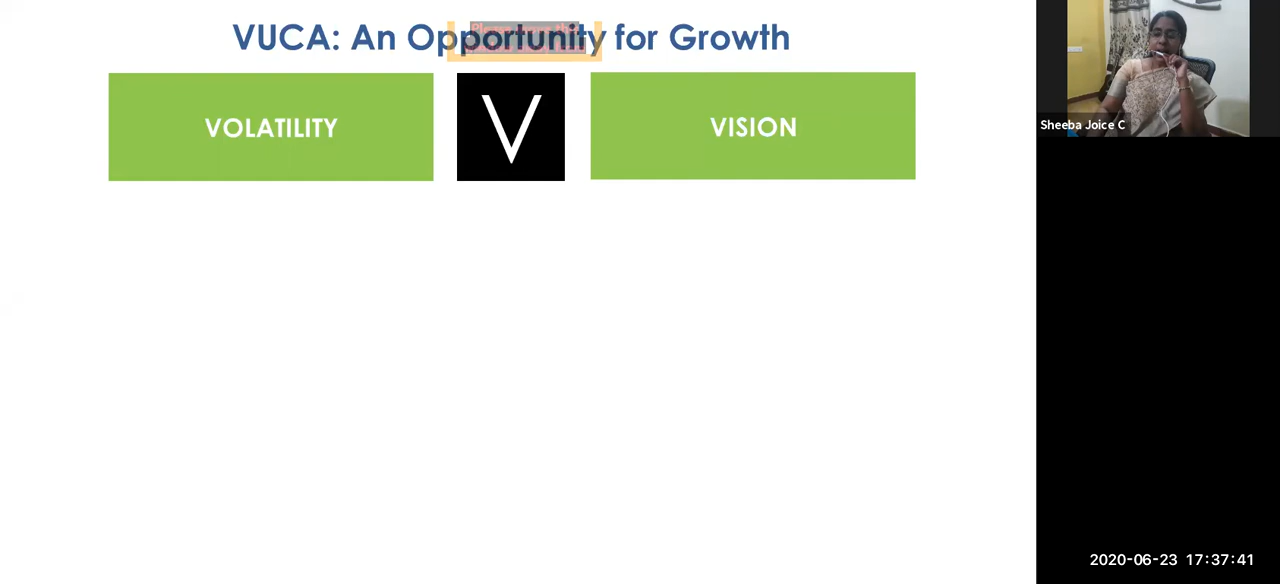 VUCA: An Opportunity for Growth
VOLATILITY
V
VISION
Sheeba Joice C
2020-06-23 17:37:41